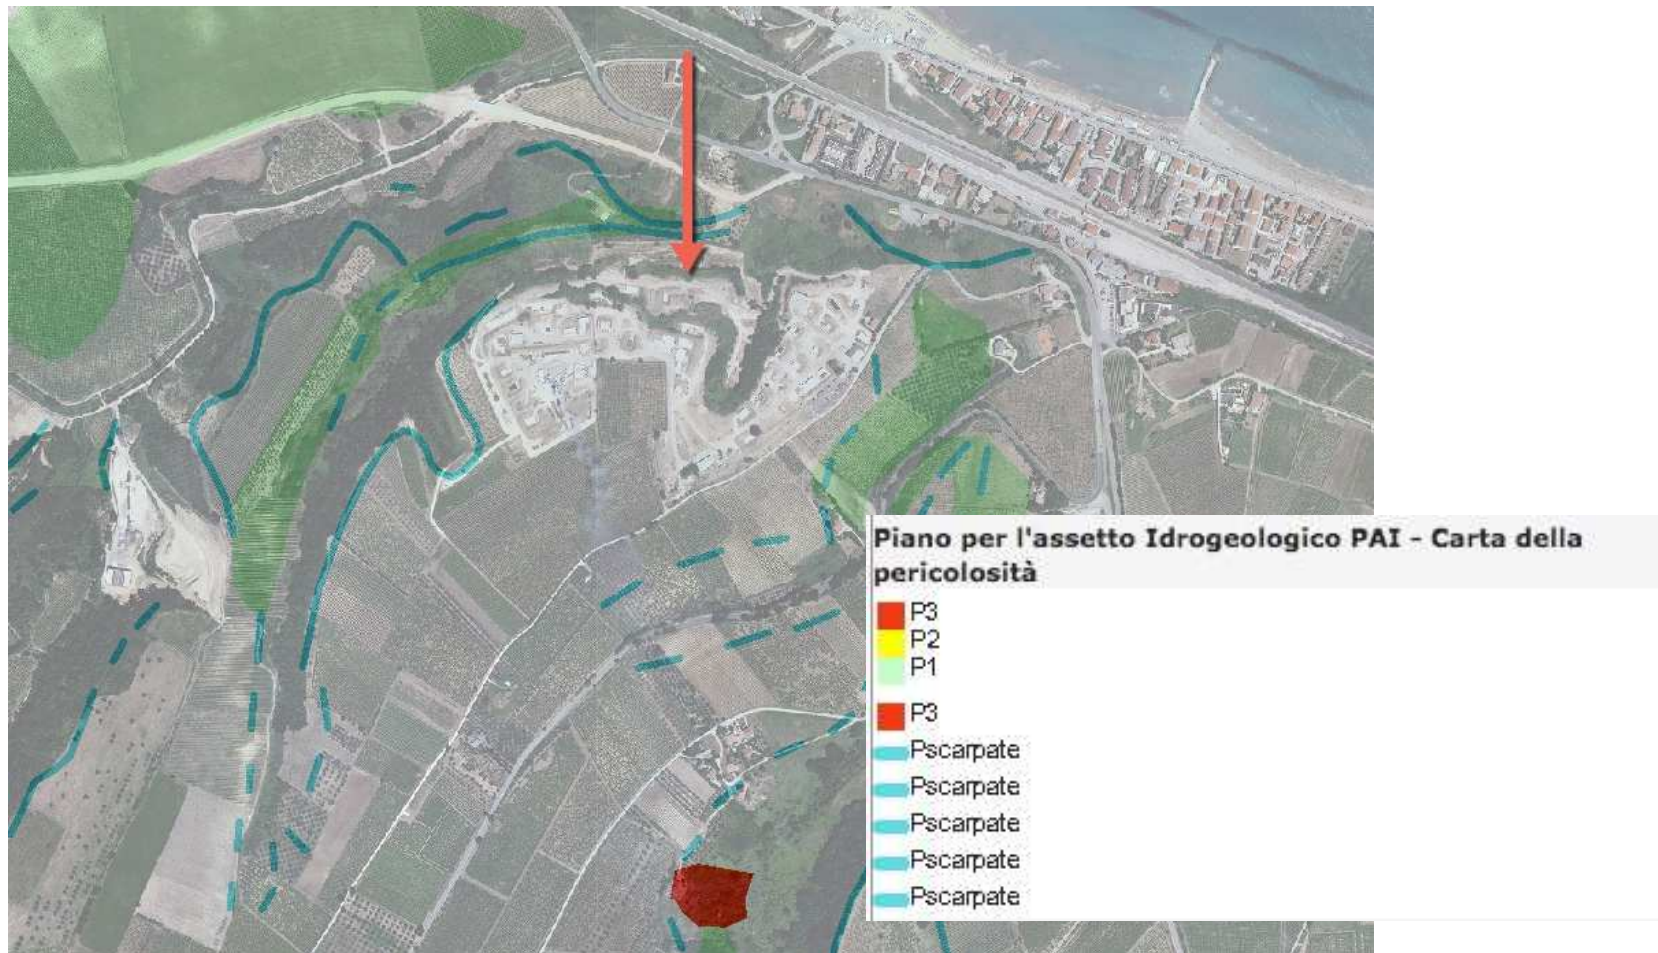 Piano per l'assetto Idrogeologico PAI - Carta della
pericolosità
P3
P2
P1
P3
Pscarpate
Pscarpate
Pscarpate
Pscarpate
Pscarpate